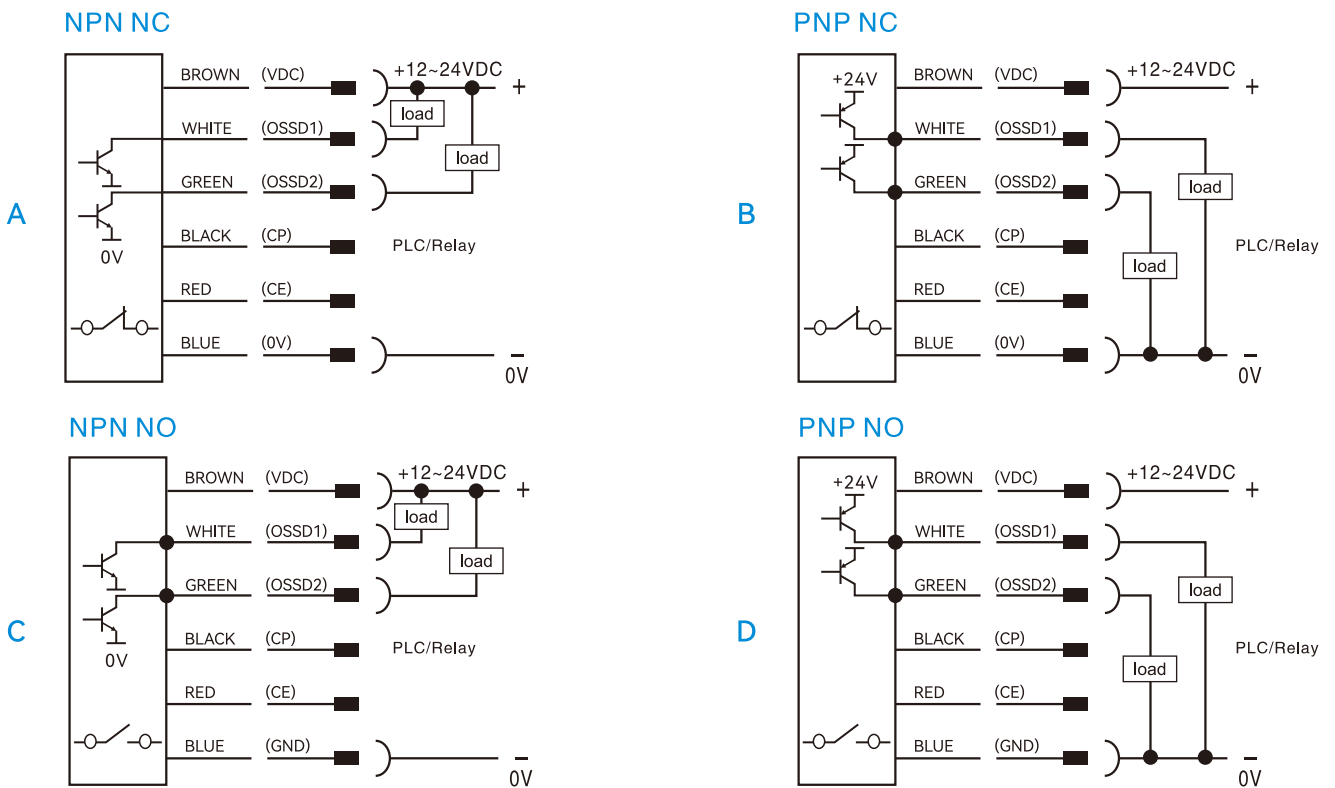 NPN NC
BROWN (VDC) +12~24VDC +
load
WHITE (OSSD1)
load
GREEN (OSSD2)
A
BLACK (CP) PLC/Relay
0V
RED (CE)
BLUE (0V) −
0V
PNP NC
+24V BROWN (VDC) +12~24VDC +
WHITE (OSSD1)
GREEN (OSSD2) load
B
BLACK (CP) PLC/Relay
load
RED (CE)
BLUE (0V) −
0V
NPN NO
BROWN (VDC) +12~24VDC +
load
WHITE (OSSD1)
load
GREEN (OSSD2)
C
BLACK (CP) PLC/Relay
0V
RED (CE)
BLUE (GND) −
0V
PNP NO
+24V BROWN (VDC) +12~24VDC +
WHITE (OSSD1)
GREEN (OSSD2) load
D
BLACK (CP) PLC/Relay
load
RED (CE)
BLUE (GND) −
0V